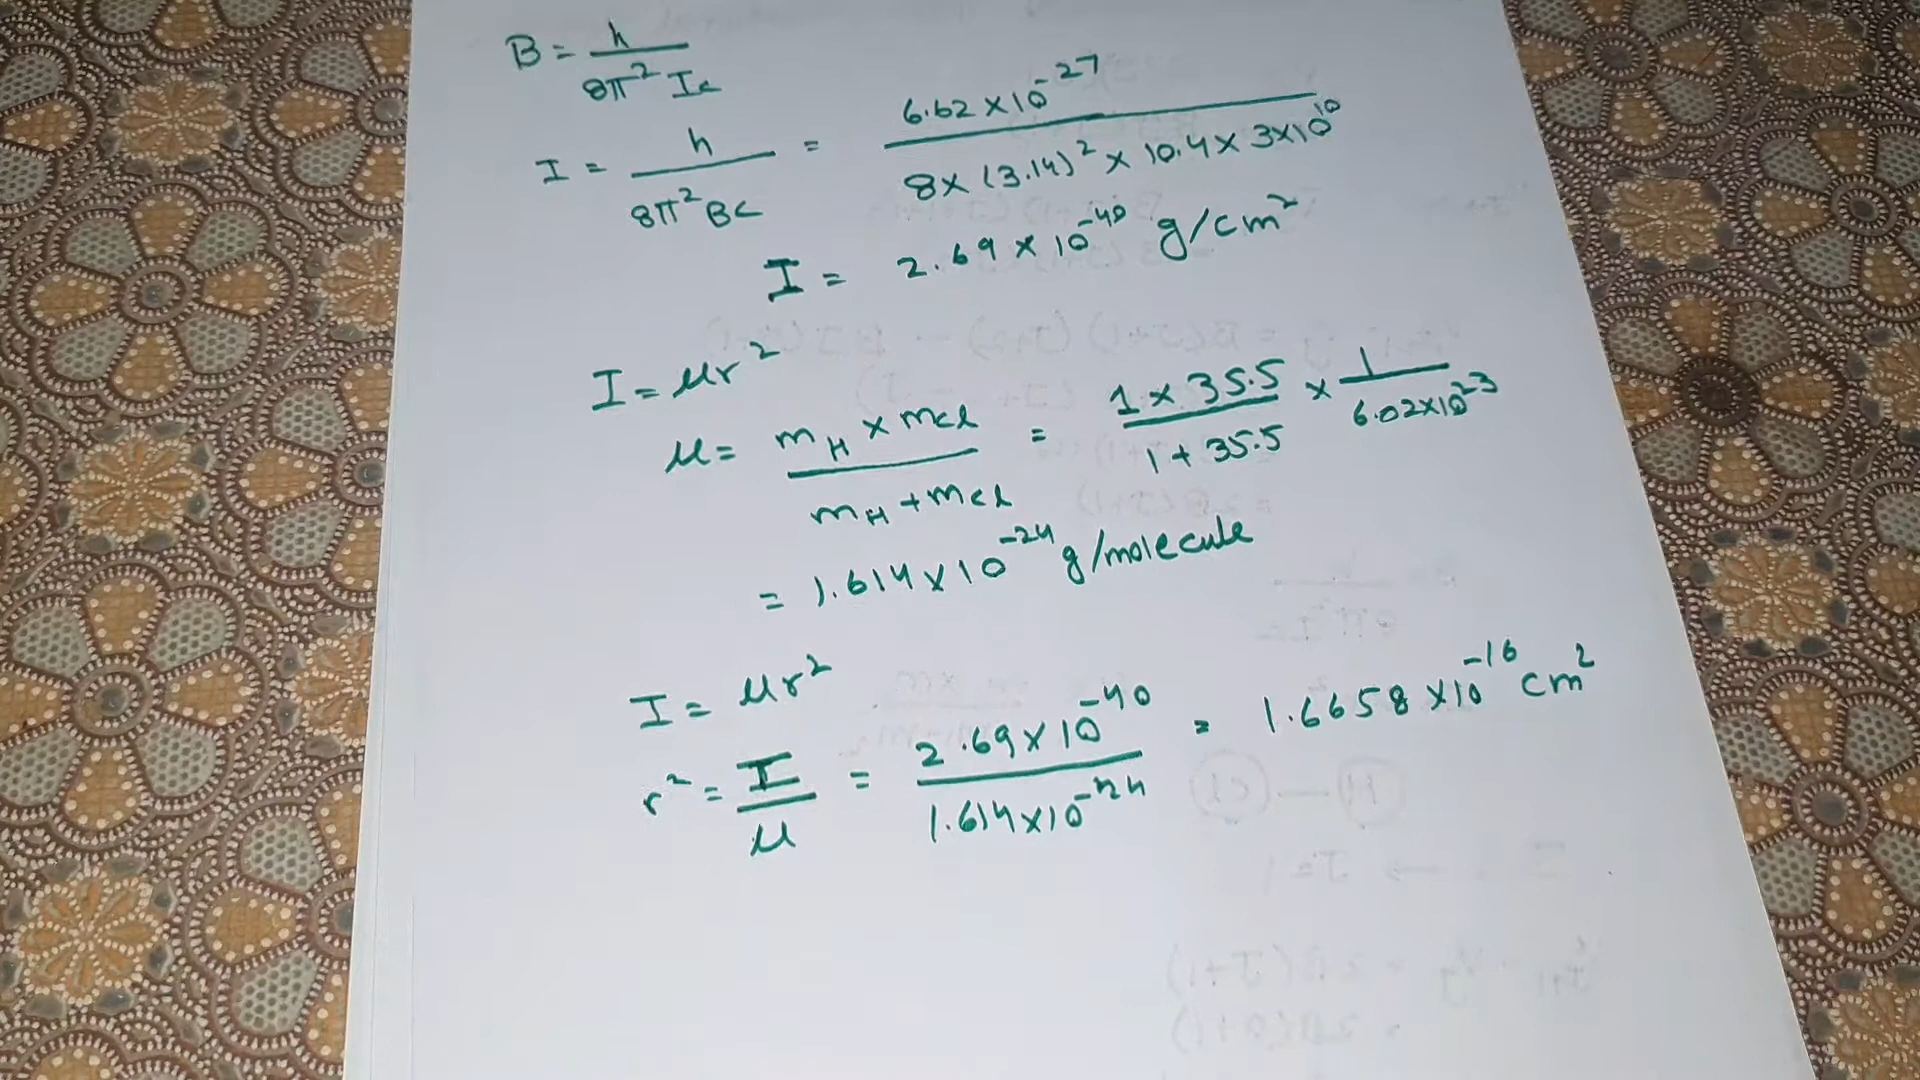 B = h / 8π² Ic
I = h / 8π² BC = 6.62 × 10⁻²⁷ / 8 × (3.14)² × 10.4 × 3×10¹⁰
I = 2.69 × 10⁻⁴⁰ g/cm²
I = μr²
μ = mH × mcl / mH + mcl = 1 × 35.5 / 1 + 35.5 × 1 / 6.02×10²³
= 1.614 × 10⁻²⁴ g/molecule
I = μr²
r² = I / μ = 2.69 × 10⁻⁴⁰ / 1.614 × 10⁻²⁴ = 1.6658 × 10⁻¹⁶ cm²